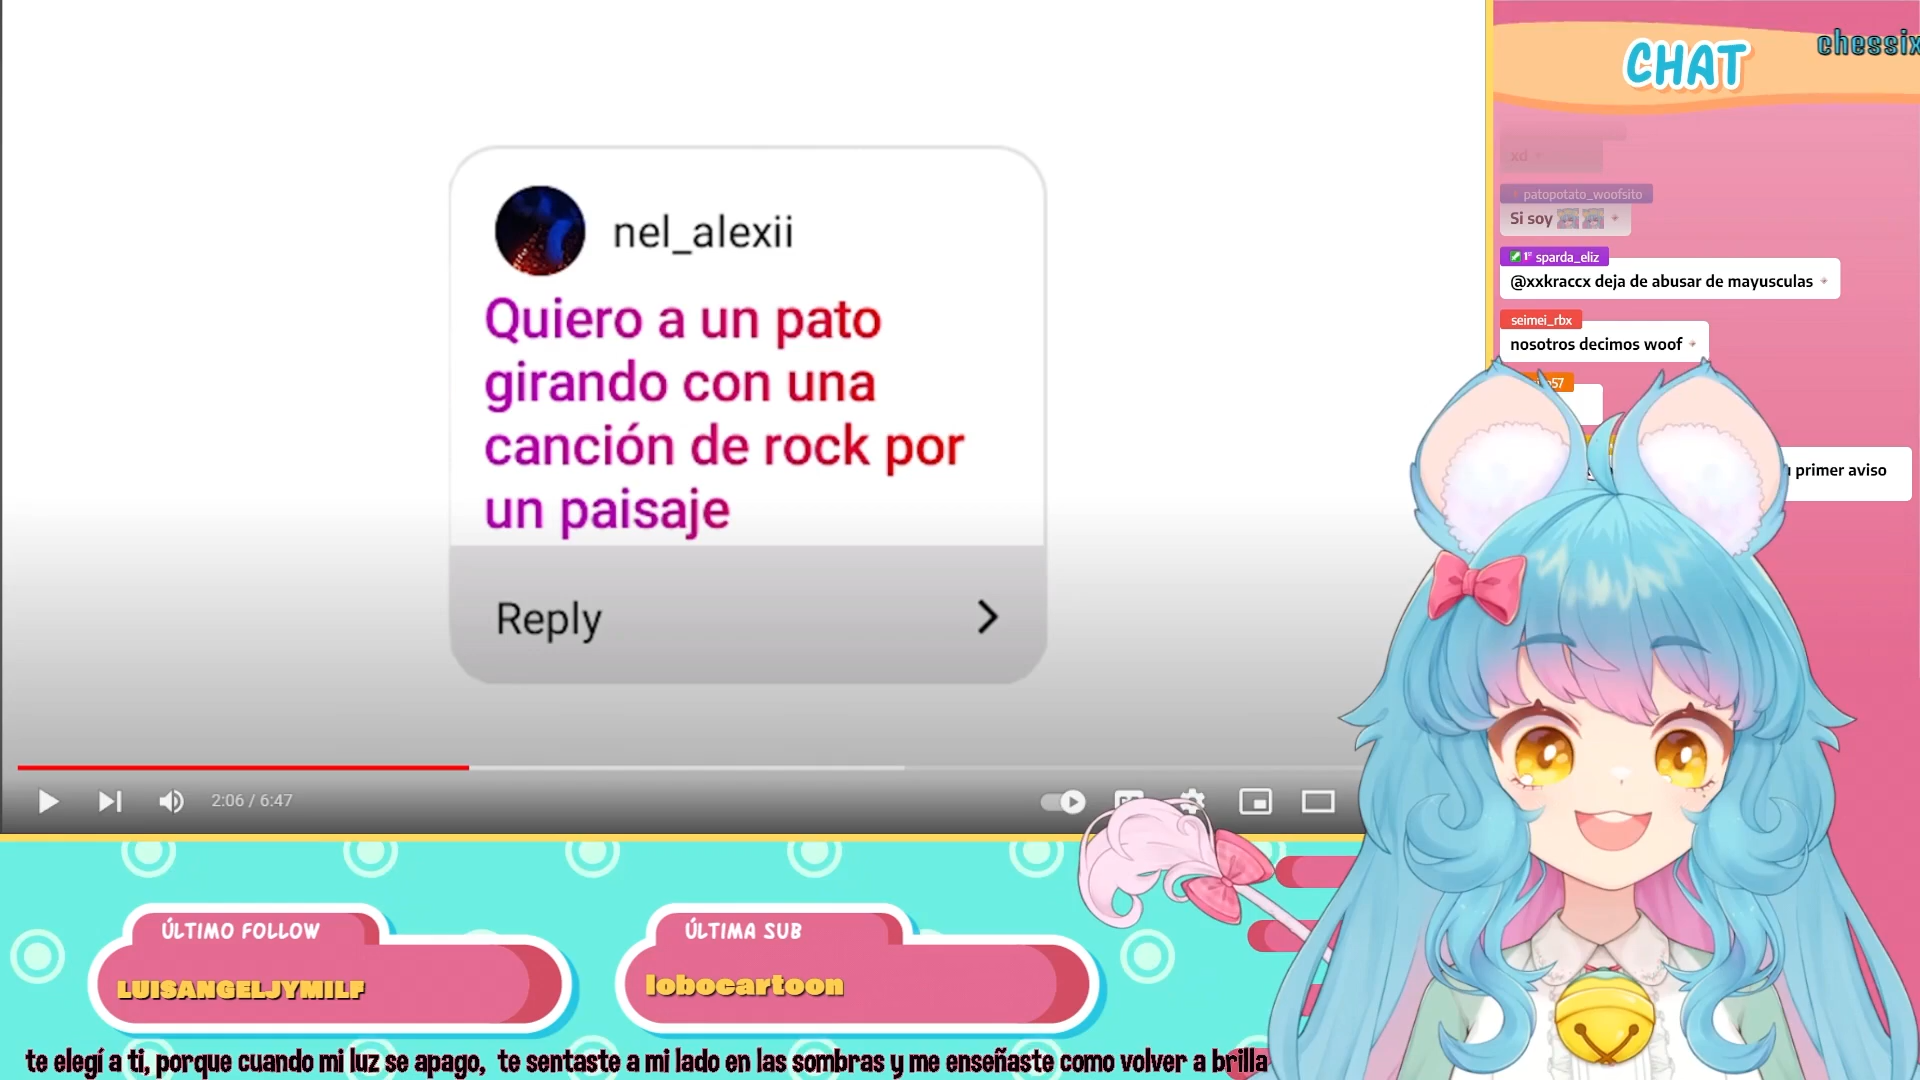 nel_alexii
Quiero a un pato
girando con una
canción de rock por
un paisaje
Reply
2:06 / 6:47
CHAT
chessix
xd
patopotato_woofsito
Si soy
1° sparda_eliz
@xxkraccx deja de abusar de mayusculas
seimei_rbx
nosotros decimos woof
57
primer aviso
ÚLTIMO FOLLOW
LUISANGELJYMILF
ÚLTIMA SUB
lobocartoon
te elegí a ti, porque cuando mi luz se apago, te sentaste a mi lado en las sombras y me enseñaste como volver a brilla